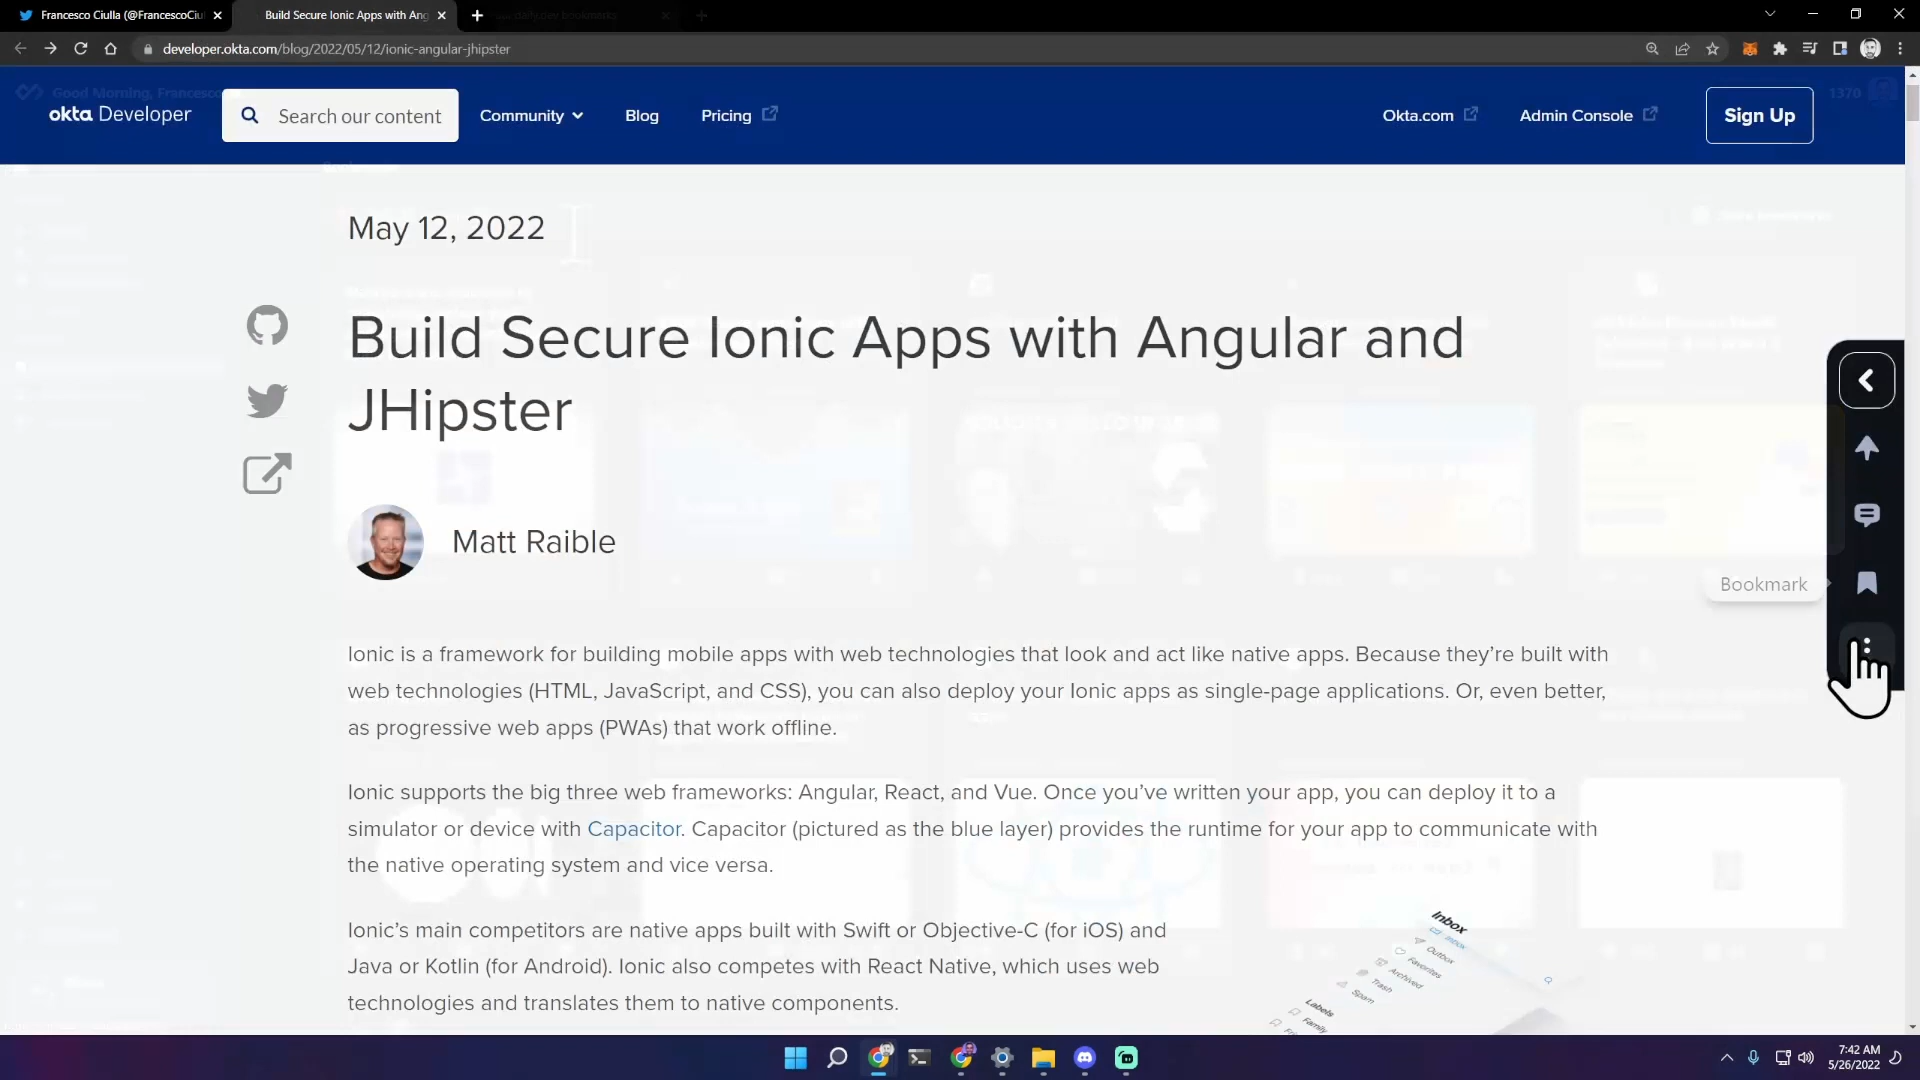 Francesco Ciulla (@FrancescoCiu
Build Secure Ionic Apps with Ang
developer.okta.com/blog/2022/05/12/ionic-angular-jhipster
Good Morning, Francesco
1370
okta Developer
Search our content
Community
Blog
Pricing
Okta.com
Admin Console
Sign Up
May 12, 2022
Build Secure Ionic Apps with Angular and
JHipster
Matt Raible
Bookmark
Ionic is a framework for building mobile apps with web technologies that look and act like native apps. Because they’re built with
web technologies (HTML, JavaScript, and CSS), you can also deploy your Ionic apps as single-page applications. Or, even better,
as progressive web apps (PWAs) that work offline.
Ionic supports the big three web frameworks: Angular, React, and Vue. Once you’ve written your app, you can deploy it to a
simulator or device with Capacitor. Capacitor (pictured as the blue layer) provides the runtime for your app to communicate with
the native operating system and vice versa.
Ionic’s main competitors are native apps built with Swift or Objective-C (for iOS) and
Java or Kotlin (for Android). Ionic also competes with React Native, which uses web
technologies and translates them to native components.
Inbox
Inbox
Outbox
Favorites
Archived
Trash
Spam
Labels
Family
7:42 AM
5/26/2022